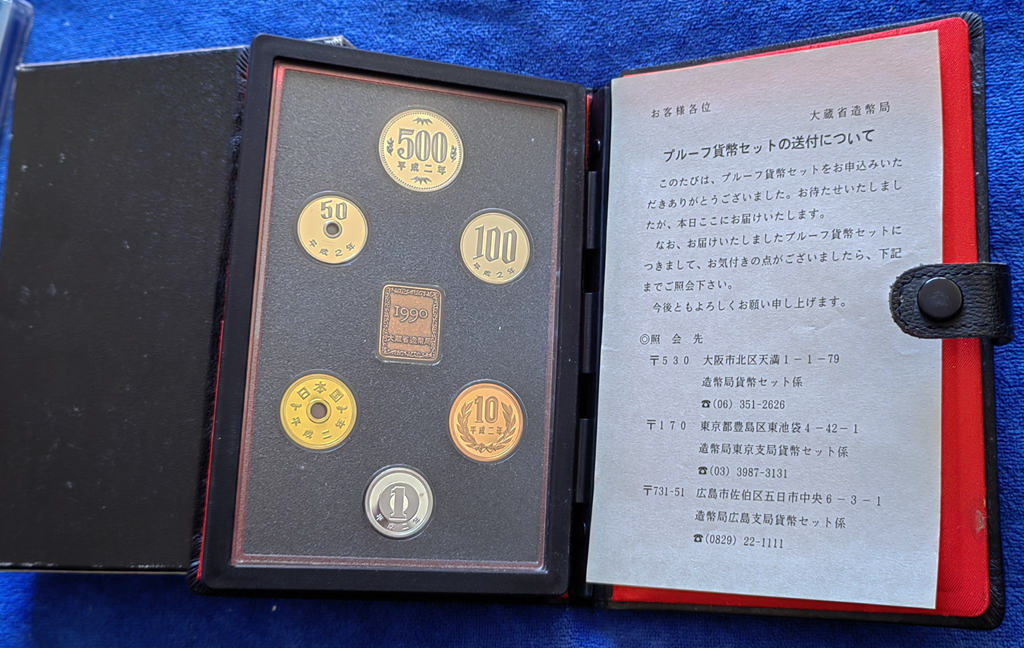 500
平成二年
50
平成2年
100
平成2年
1990
大蔵省造幣局
日本国
平成二年
10
平成二年
1
平成二年
お客様各位
大蔵省造幣局
プルーフ貨幣セットの送付について
このたびは、プルーフ貨幣セットをお申込みいた
だきありがとうございました。お待たせいたしまし
たが、本日ここにお届けいたします。
なお、お届けいたしましたプルーフ貨幣セットに
つきまして、お気付きの点がございましたら、下記
までご照会下さい。
今後ともよろしくお願い申し上げます。
◎照会先
〒530 大阪市北区天満1-1-79
造幣局貨幣セット係
☎(06) 351-2626
〒170 東京都豊島区東池袋4-42-1
造幣局東京支局貨幣セット係
☎(03) 3987-3131
〒731-51 広島市佐伯区五日市中央6-3-1
造幣局広島支局貨幣セット係
☎(0829) 22-1111